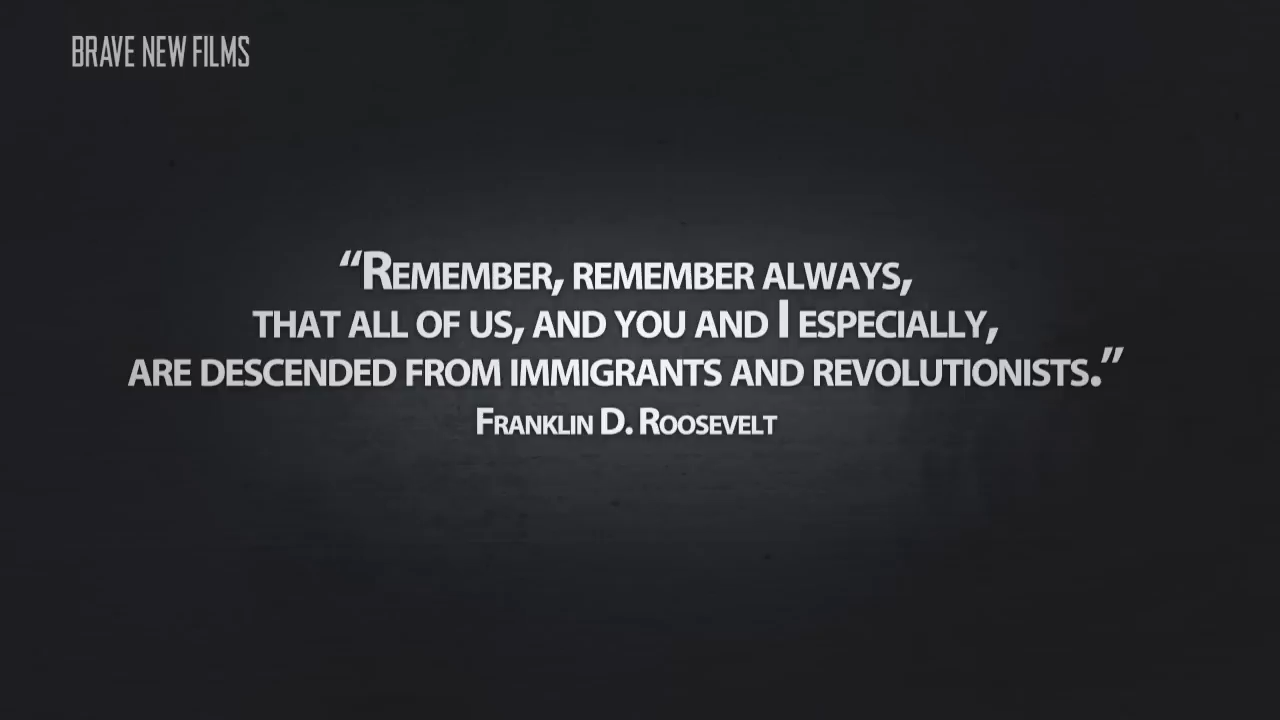 BRAVE NEW FILMS
“Remember, remember always,
that all of us, and you and I especially,
are descended from immigrants and revolutionists.”
Franklin D. Roosevelt